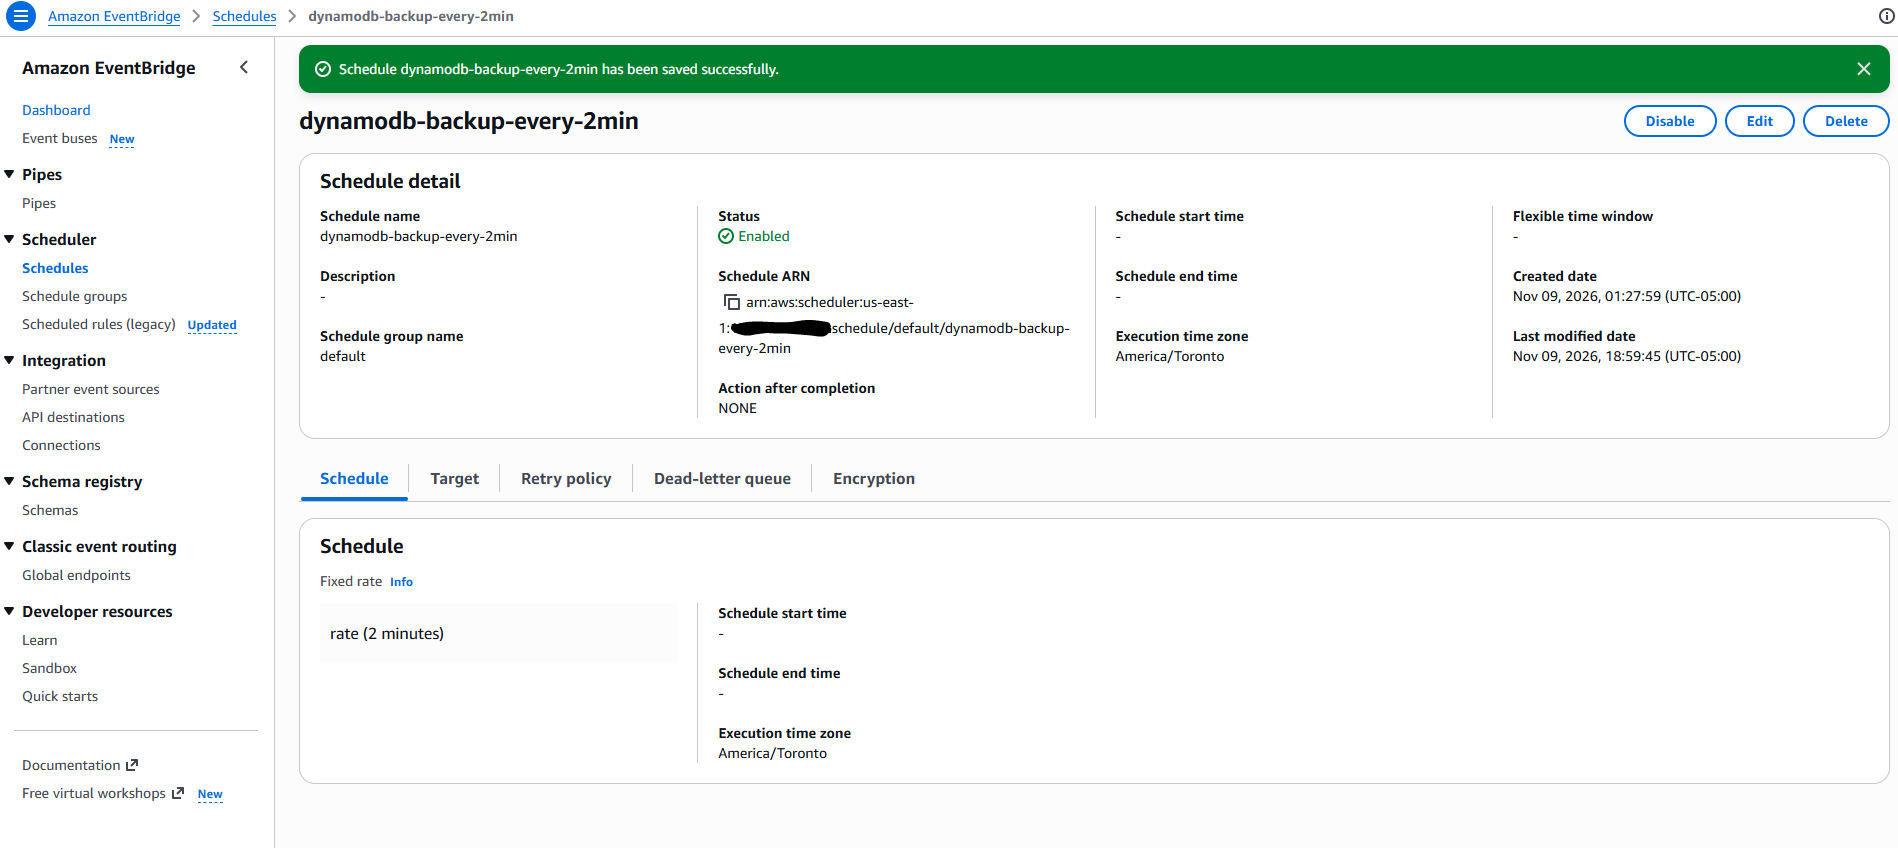 Amazon EventBridge
Schedules
dynamodb-backup-every-2min
Amazon EventBridge
Dashboard
Event buses New
Pipes
Pipes
Scheduler
Schedules
Schedule groups
Scheduled rules (legacy) Updated
Integration
Partner event sources
API destinations
Connections
Schema registry
Schemas
Classic event routing
Global endpoints
Developer resources
Learn
Sandbox
Quick starts
Documentation
Free virtual workshops New
Schedule dynamodb-backup-every-2min has been saved successfully.
dynamodb-backup-every-2min
Disable
Edit
Delete
Schedule detail
Schedule name
dynamodb-backup-every-2min
Description
-
Schedule group name
default
Status
Enabled
Schedule ARN
arn:aws:scheduler:us-east-
1: schedule/default/dynamodb-backup-
every-2min
Action after completion
NONE
Schedule start time
-
Schedule end time
-
Execution time zone
America/Toronto
Flexible time window
-
Created date
Nov 09, 2026, 01:27:59 (UTC-05:00)
Last modified date
Nov 09, 2026, 18:59:45 (UTC-05:00)
Schedule
Target
Retry policy
Dead-letter queue
Encryption
Schedule
Fixed rate Info
rate (2 minutes)
Schedule start time
-
Schedule end time
-
Execution time zone
America/Toronto